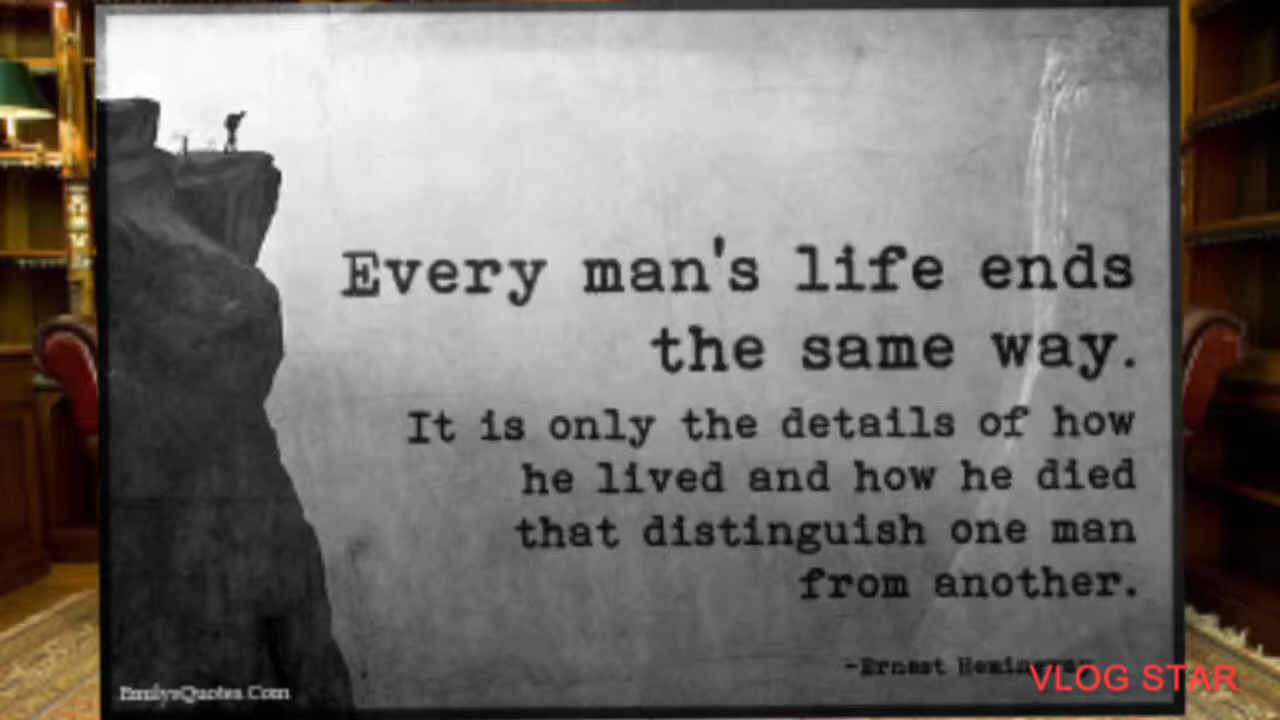 Every man's life ends
the same way.
It is only the details of how
he lived and how he died
that distinguish one man
from another.
-Ernest Hemingway
EmilysQuotes.Com
VLOG STAR